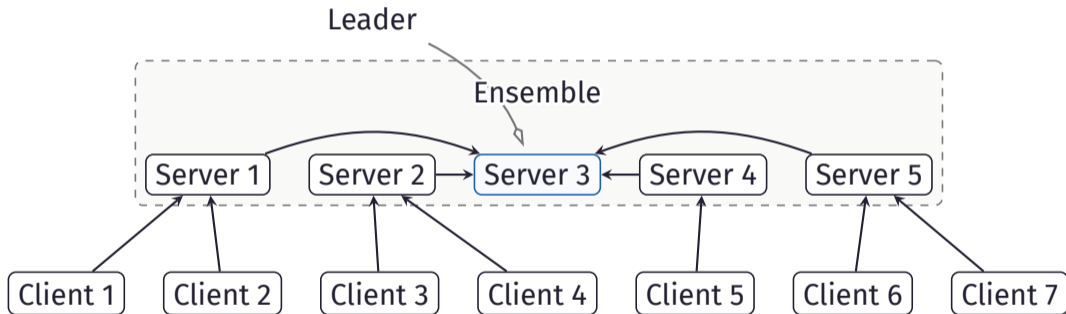 Leader
Ensemble
Server 1
Server 2
Server 3
Server 4
Server 5
Client 1
Client 2
Client 3
Client 4
Client 5
Client 6
Client 7